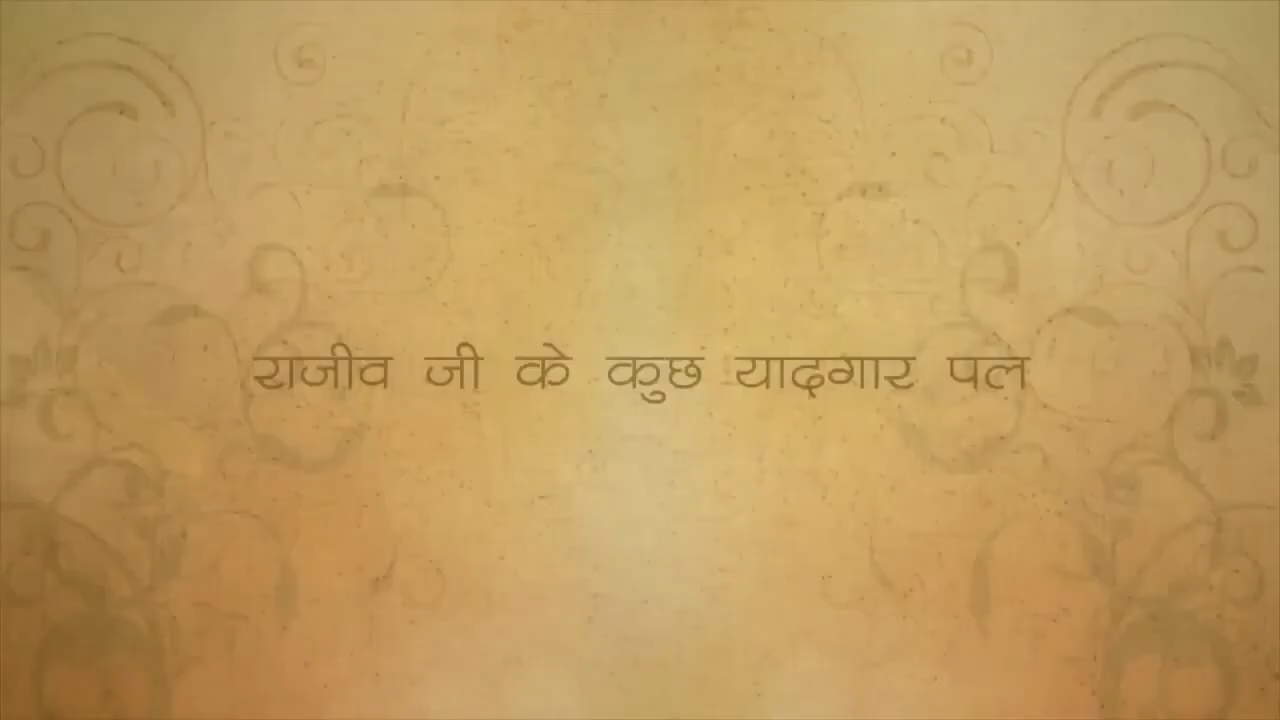 राजीव जी के कुछ यादगार पल